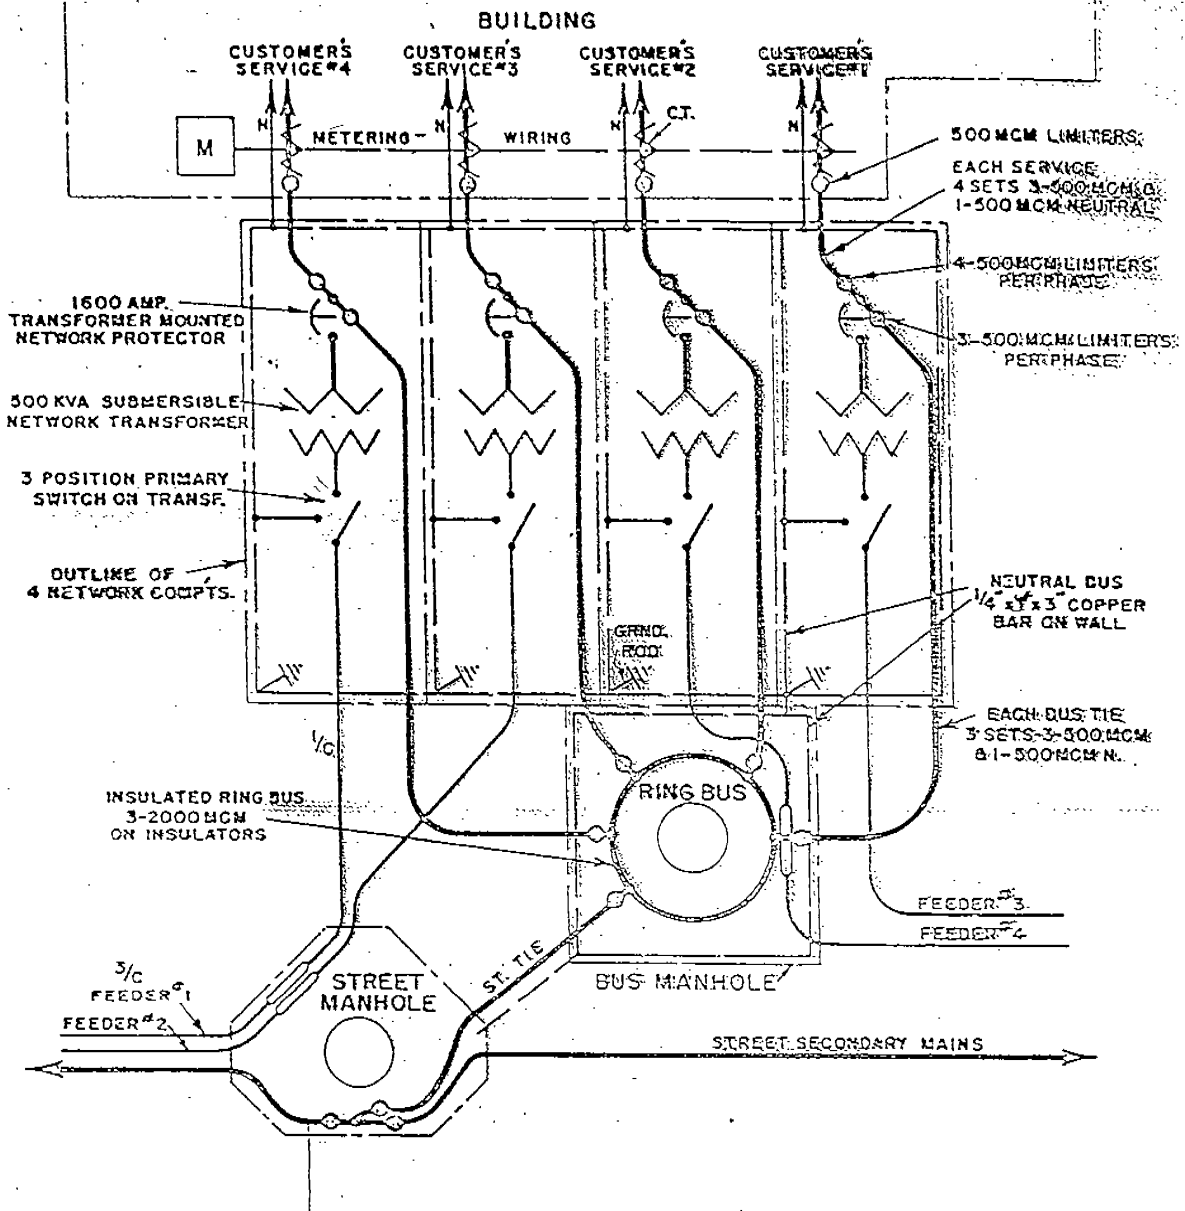 BUILDING
CUSTOMER'S
SERVICE #4
CUSTOMER'S
SERVICE #3
CUSTOMER'S
SERVICE #2
CUSTOMER'S
SERVICE #1
N
N
N
N
C.T.
M
METERING - WIRING
500 MCM LIMITERS
EACH SERVICE
4 SETS 3-500 MCM &
1-500 MCM NEUTRAL
4-500 MCM LIMITERS
PER PHASE
1600 AMP.
TRANSFORMER MOUNTED
NETWORK PROTECTOR
3-500 MCM LIMITERS
PER PHASE
500 KVA SUBMERSIBLE
NETWORK TRANSFORMER
3 POSITION PRIMARY
SWITCH ON TRANSF.
OUTLINE OF
4 NETWORK COMPTS.
NEUTRAL BUS
1/4" x 3" COPPER
BAR ON WALL
GRND.
ROD
EACH BUS TIE
3 SETS-3-500 MCM
& 1-500 MCM N.
1/C
INSULATED RING BUS
3-2000 MCM
ON INSULATORS
RING BUS
FEEDER #3
FEEDER #4
ST. TIE
BUS MANHOLE
STREET
MANHOLE
3/C
FEEDER #1
FEEDER #2
STREET SECONDARY MAINS